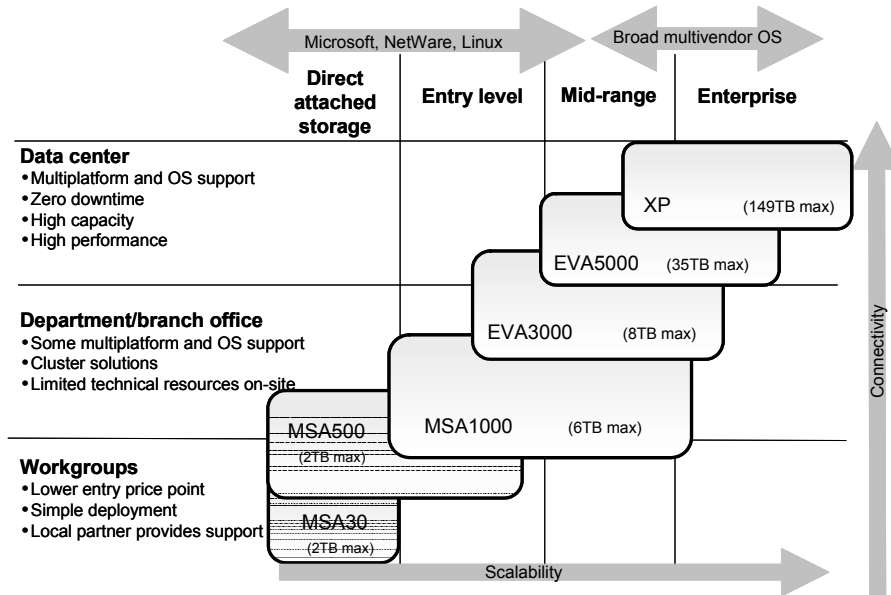 Microsoft, NetWare, Linux
Broad multivendor OS
Direct
attached
storage
Entry level
Mid-range
Enterprise
Data center
•Multiplatform and OS support
•Zero downtime
•High capacity
•High performance
XP (149TB max)
EVA5000 (35TB max)
Department/branch office
•Some multiplatform and OS support
•Cluster solutions
•Limited technical resources on-site
EVA3000 (8TB max)
MSA1000 (6TB max)
MSA500
(2TB max)
Workgroups
•Lower entry price point
•Simple deployment
•Local partner provides support
MSA30
(2TB max)
Scalability
Connectivity